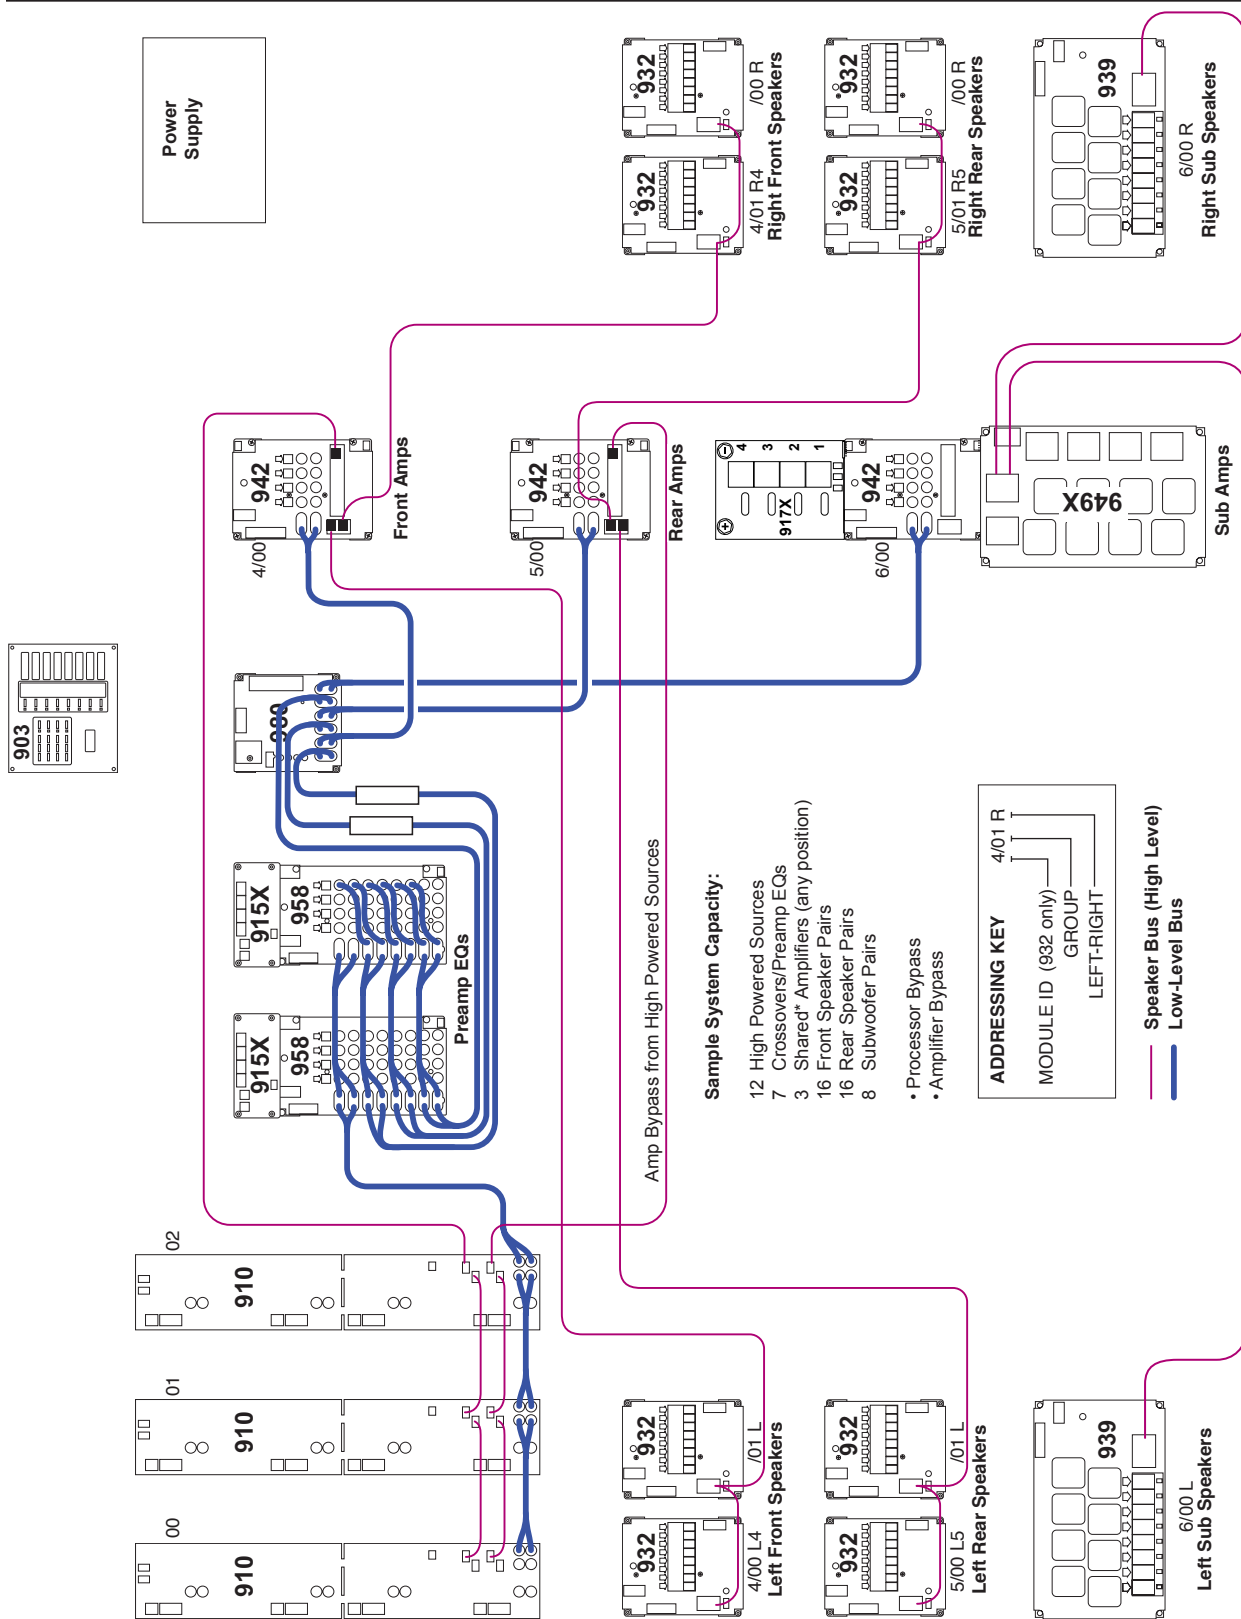 903
Power
Supply
910
00
910
01
910
02
915X
958
915X
958
Preamp EQs
980
942
4/00
Front Amps
942
5/00
Rear Amps
4
3
2
1
917X
942
6/00
949X
Sub Amps
932
4/01 R4
932
/00 R
Right Front Speakers
932
5/01 R5
932
/00 R
Right Rear Speakers
939
6/00 R
Right Sub Speakers
932
4/00 L4
932
/01 L
Left Front Speakers
932
5/00 L5
932
/01 L
Left Rear Speakers
939
6/00 L
Left Sub Speakers
Amp Bypass from High Powered Sources
Sample System Capacity:
12 High Powered Sources
7 Crossovers/Preamp EQs
3 Shared* Amplifiers (any position)
16 Front Speaker Pairs
16 Rear Speaker Pairs
8 Subwoofer Pairs
• Processor Bypass
• Amplifier Bypass
ADDRESSING KEY
4/01 R
MODULE ID (932 only)
GROUP
LEFT-RIGHT
Speaker Bus (High Level)
Low-Level Bus